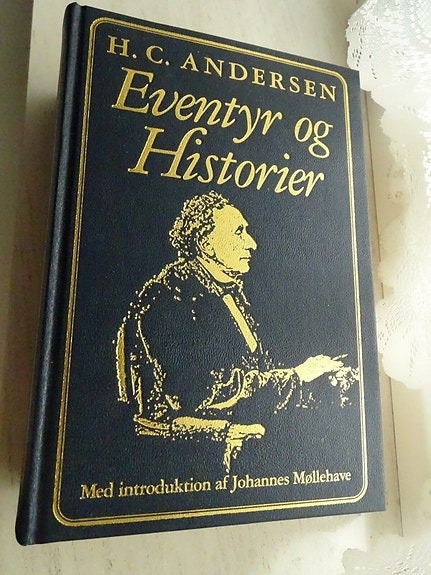 H. C. ANDERSEN
Eventyr og
Historier
Med introduktion af Johannes Møllehave